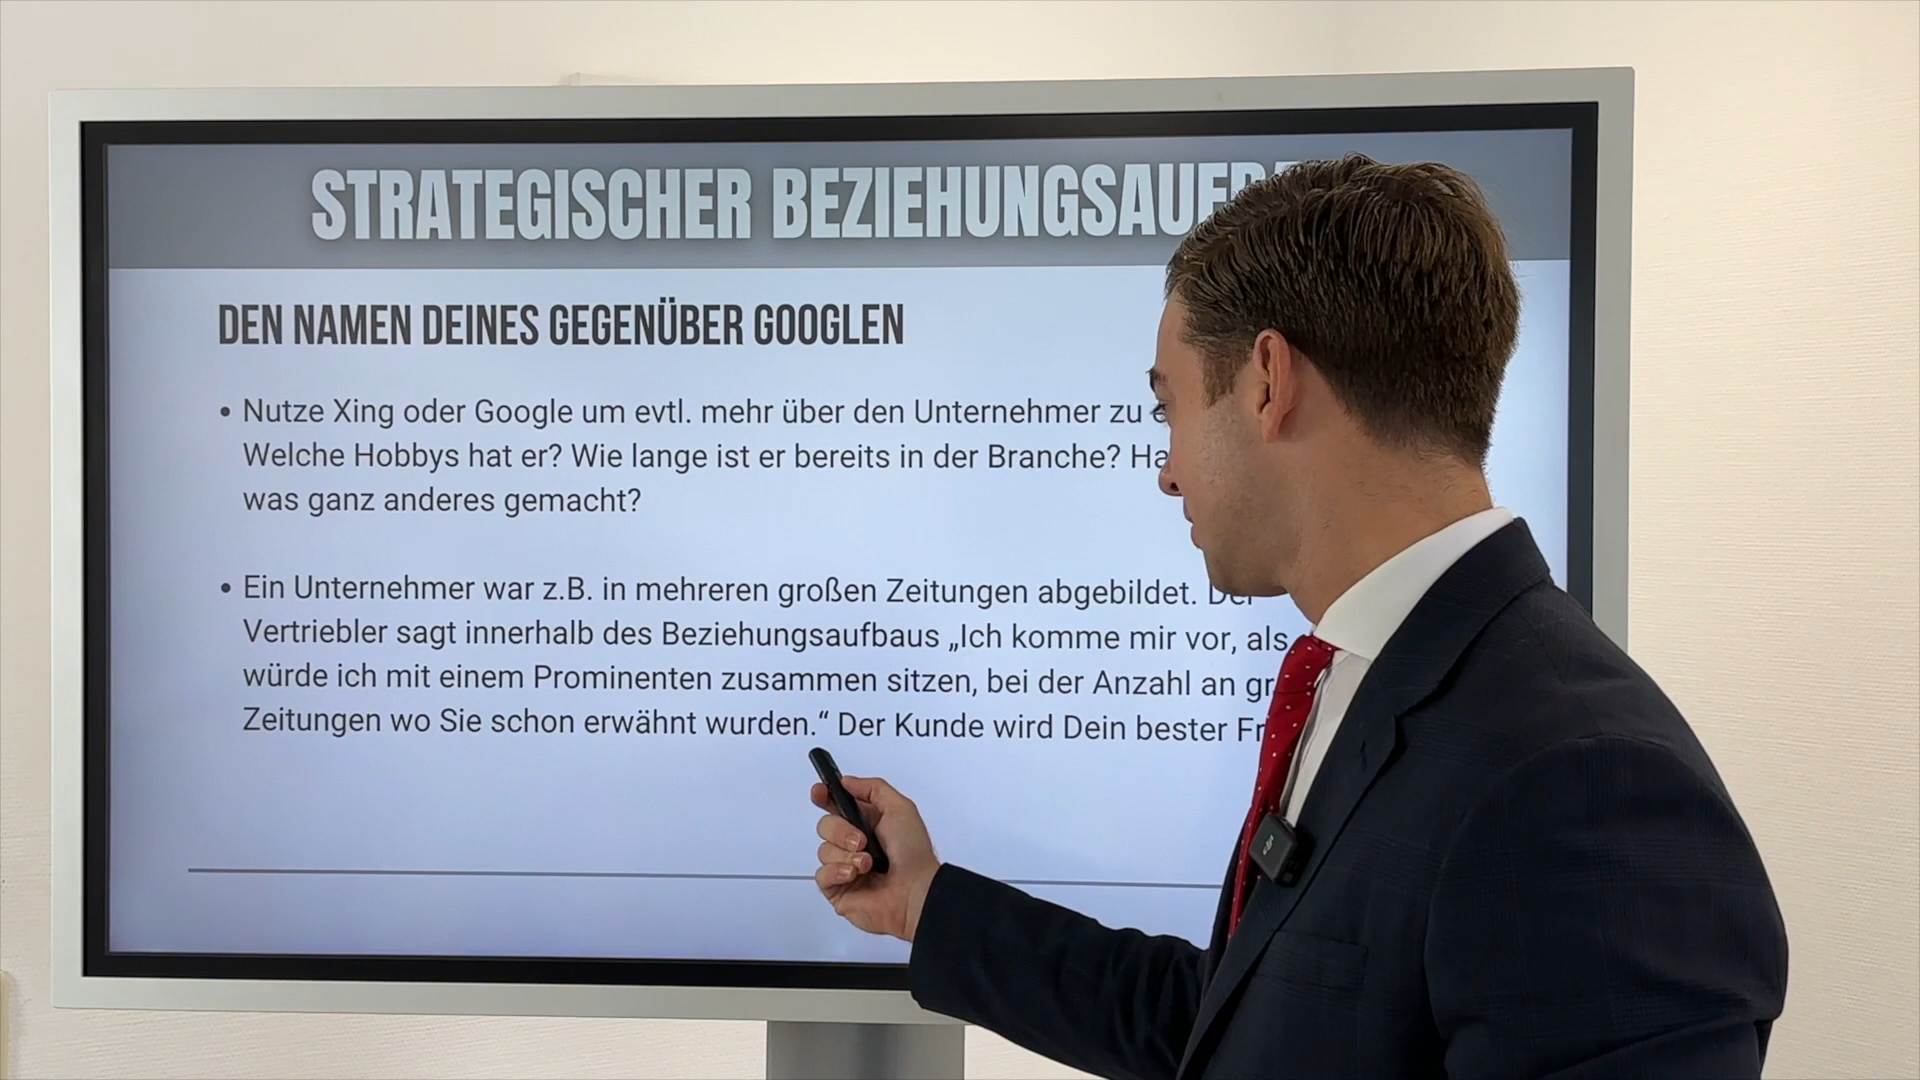 STRATEGISCHER
DEN NAMEN DEINES GEGENÜBER GOOGLEN
• Nutze Xing oder Google um evtl. mehr über den Unternehmer zu
Welche Hobbys hat er? Wie lange ist er bereits in der Branche?
was ganz anderes gemacht?
• Ein Unternehmer war z.B. in mehreren großen Zeitungen abgebildet. Der
Vertriebler sagt innerhalb des Beziehungsaufbaus „Ich komme mir vor, als
würde ich mit einem Prominenten zusammen sitzen, bei der Anzahl an
Zeitungen wo Sie schon erwähnt wurden.“ Der Kunde wird Dein bester